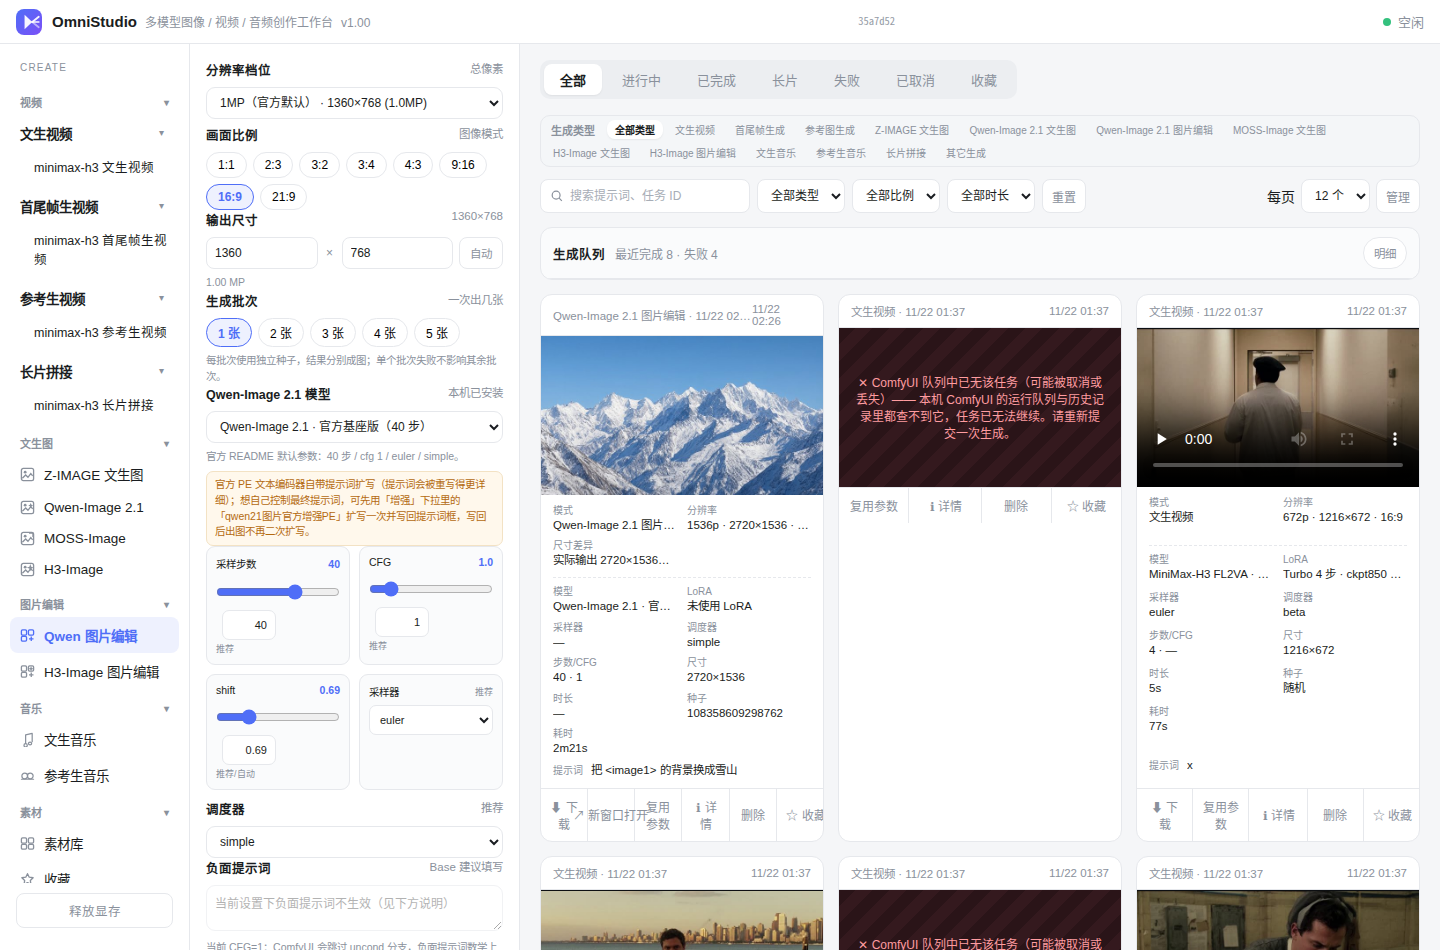 OmniStudio 多模型图像 / 视频 / 音频创作工作台 v1.00
35a7d52
空闲
CREATE
视频
文生视频
minimax-h3 文生视频
首尾帧生视频
minimax-h3 首尾帧生视
频
参考生视频
minimax-h3 参考生视频
长片拼接
minimax-h3 长片拼接
文生图
Z-IMAGE 文生图
Qwen-Image 2.1
MOSS-Image
H3-Image
图片编辑
Qwen 图片编辑
H3-Image 图片编辑
音乐
文生音乐
参考生音乐
素材
素材库
收藏
释放显存
分辨率档位 总像素
1MP（官方默认） · 1360×768 (1.0MP)
画面比例 图像模式
1:1 2:3 3:2 3:4 4:3 9:16
16:9 21:9
输出尺寸 1360×768
1360 × 768 自动
1.00 MP
生成批次 一次出几张
1 张 2 张 3 张 4 张 5 张
每批次使用独立种子，结果分别成图；单个批次失败不影响其余批
次。
Qwen-Image 2.1 模型 本机已安装
Qwen-Image 2.1 · 官方基座版（40 步）
官方 README 默认参数：40 步 / cfg 1 / euler / simple。
官方 PE 文本编码器自带提示词扩写（提示词会被重写得更详
细）；想自己控制最终提示词，可先用「增强」下拉里的
「qwen21图片官方增强PE」扩写一次并写回提示词框，写回
后出图不再二次扩写。
采样步数 40
40
推荐
CFG 1.0
1
推荐
shift 0.69
0.69
推荐/自动
采样器 推荐
euler
调度器 推荐
simple
负面提示词 Base 建议填写
当前设置下负面提示词不生效（见下方说明）
当前 CFG=1：ComfyUI 会跳过 uncond 分支，负面提示词数学上
全部 进行中 已完成 长片 失败 已取消 收藏
生成类型 全部类型 文生视频 首尾帧生成 参考图生成 Z-IMAGE 文生图 Qwen-Image 2.1 文生图 Qwen-Image 2.1 图片编辑 MOSS-Image 文生图
H3-Image 文生图 H3-Image 图片编辑 文生音乐 参考生音乐 长片拼接 其它生成
搜索提示词、任务 ID 全部类型 全部比例 全部时长 重置 每页 12 个 管理
生成队列 最近完成 8 · 失败 4 明细
Qwen-Image 2.1 图片编辑 · 11/22 02… 11/22
02:26
模式 分辨率
Qwen-Image 2.1 图片… 1536p · 2720×1536 · …
尺寸差异
实际输出 2720×1536…
模型 LoRA
Qwen-Image 2.1 · 官… 未使用 LoRA
采样器 调度器
— simple
步数/CFG 尺寸
40 · 1 2720×1536
时长 种子
— 108358609298762
耗时
2m21s
提示词 把 <image1> 的背景换成雪山
⬇ 下
载 ↗ 新窗口打开 复用
参数 ℹ 详
情 删除 ☆ 收藏
文生视频 · 11/22 01:37 11/22 01:37
✕ ComfyUI 队列中已无该任务（可能被取消或
丢失）—— 本机 ComfyUI 的运行队列与历史记
录里都查不到它，任务已无法继续。请重新提
交一次生成。
复用参数 ℹ 详情 删除 ☆ 收藏
文生视频 · 11/22 01:37 11/22 01:37
0:00
模式 分辨率
文生视频 672p · 1216×672 · 16:9
模型 LoRA
MiniMax-H3 FL2VA · … Turbo 4 步 · ckpt850 …
采样器 调度器
euler beta
步数/CFG 尺寸
4 · — 1216×672
时长 种子
5s 随机
耗时
77s
提示词 x
⬇ 下
载 复用参
数 ℹ 详情 删除 ☆ 收藏
文生视频 · 11/22 01:37 11/22 01:37
文生视频 · 11/22 01:37 11/22 01:37
✕ ComfyUI 队列中已无该任务（可能被取消或
文生视频 · 11/22 01:37 11/22 01:37